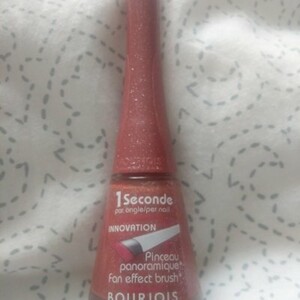 1 Seconde
par ongle/per nail
INNOVATION
Pinceau
panoramique*
Fan effect brush*
BOURJOIS